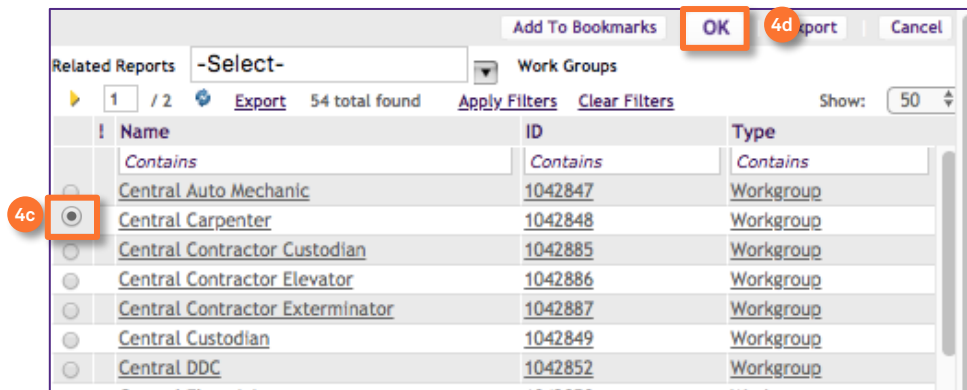 Add To Bookmarks OK 4d xport Cancel
Related Reports -Select- Work Groups
1 / 2 Export 54 total found Apply Filters Clear Filters Show: 50
! Name ID Type
Contains Contains Contains
Central Auto Mechanic 1042847 Workgroup
4c Central Carpenter 1042848 Workgroup
Central Contractor Custodian 1042885 Workgroup
Central Contractor Elevator 1042886 Workgroup
Central Contractor Exterminator 1042887 Workgroup
Central Custodian 1042849 Workgroup
Central DDC 1042852 Workgroup